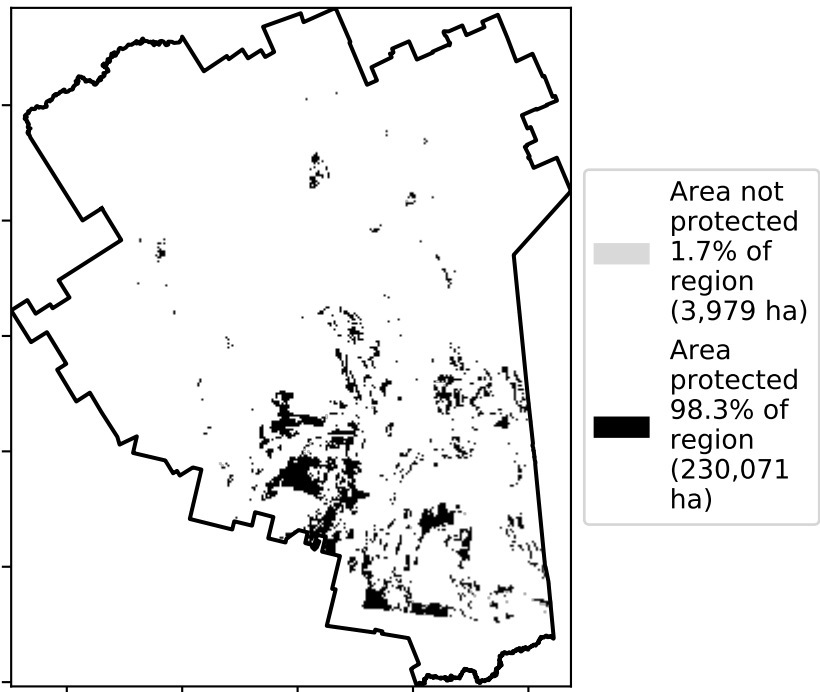 Area not
protected
1.7% of
region
(3,979 ha)
Area
protected
98.3% of
region
(230,071
ha)